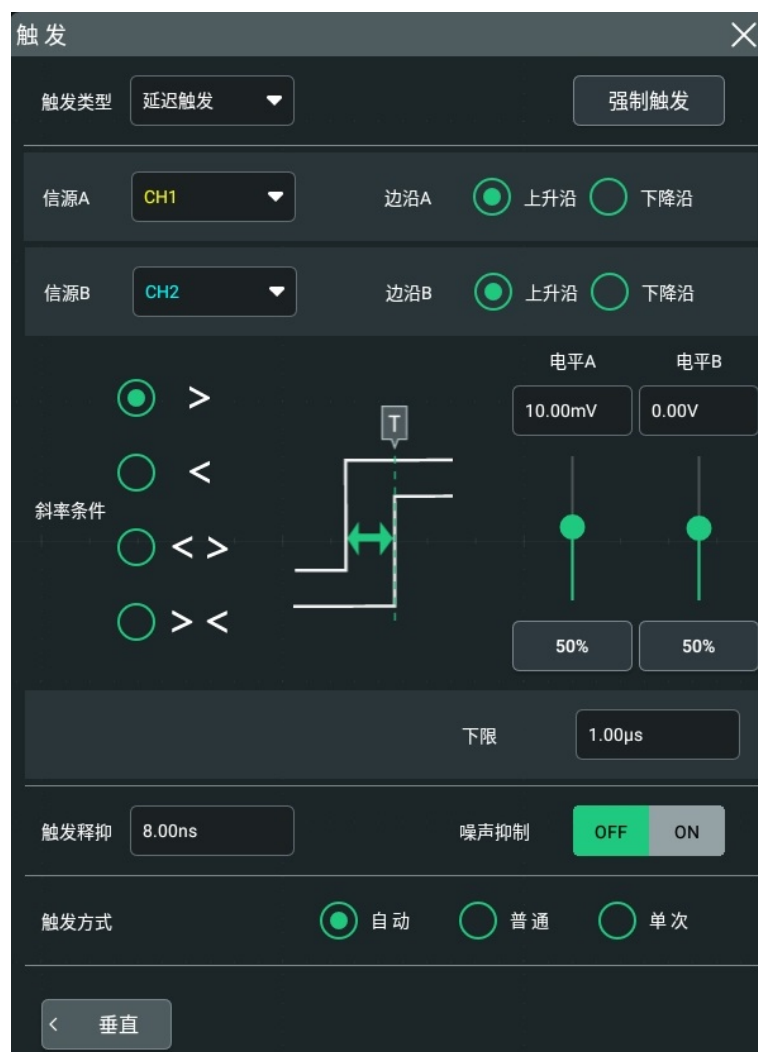 触发
触发类型 延迟触发 强制触发
信源A CH1 边沿A 上升沿 下降沿
信源B CH2 边沿B 上升沿 下降沿
电平A 电平B
> 10.00mV 0.00V
T
<
斜率条件
< >
> <
50% 50%
下限 1.00μs
触发释抑 8.00ns 噪声抑制 OFF ON
触发方式 自动 普通 单次
< 垂直